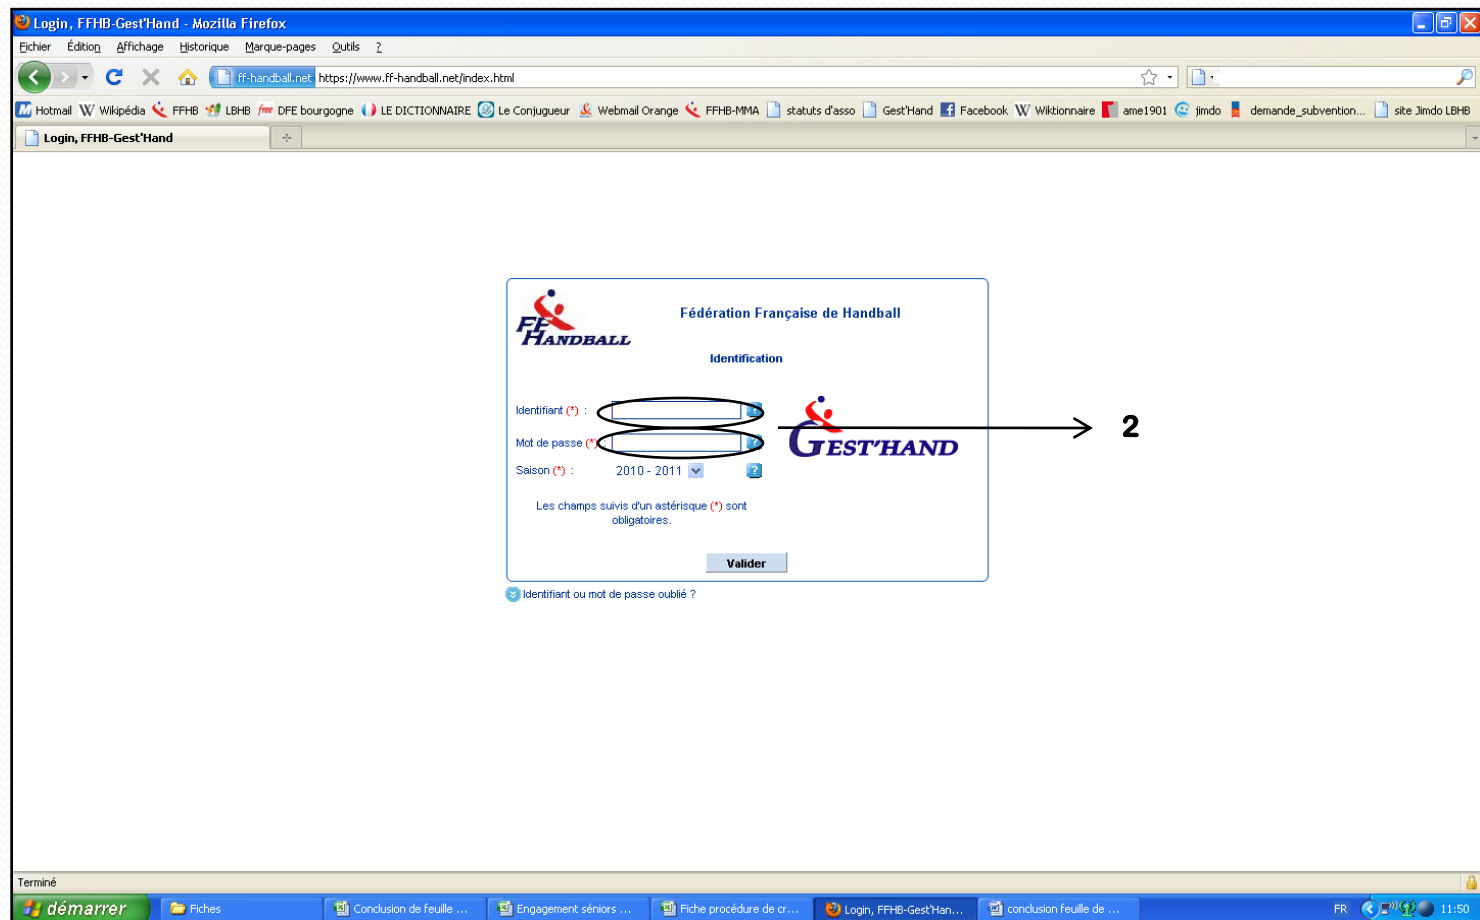 Login, FFHB-Gest'Hand - Mozilla Firefox
Fichier Édition Affichage Historique Marque-pages Outils ?
ff-handball.net https://www.ff-handball.net/index.html
Hotmail Wikipédia FFHB LBHB free DFE bourgogne LE DICTIONNAIRE Le Conjugueur Webmail Orange FFHB-MMA statuts d'asso Gest'Hand Facebook Wiktionnaire ame1901 jimdo demande_subvention... site Jimdo LBHB
Login, FFHB-Gest'Hand
FF HANDBALL
Fédération Française de Handball
Identification
Identifiant (*) : ?
Mot de passe (*) : ?
GEST'HAND
2
Saison (*) : 2010 - 2011 ?
Les champs suivis d'un astérisque (*) sont
obligatoires.
Valider
Identifiant ou mot de passe oublié ?
Terminé
démarrer Fiches Conclusion de feuille ... Engagement séniors ... Fiche procédure de cr... Login, FFHB-Gest'Han... conclusion feuille de ... FR 11:50